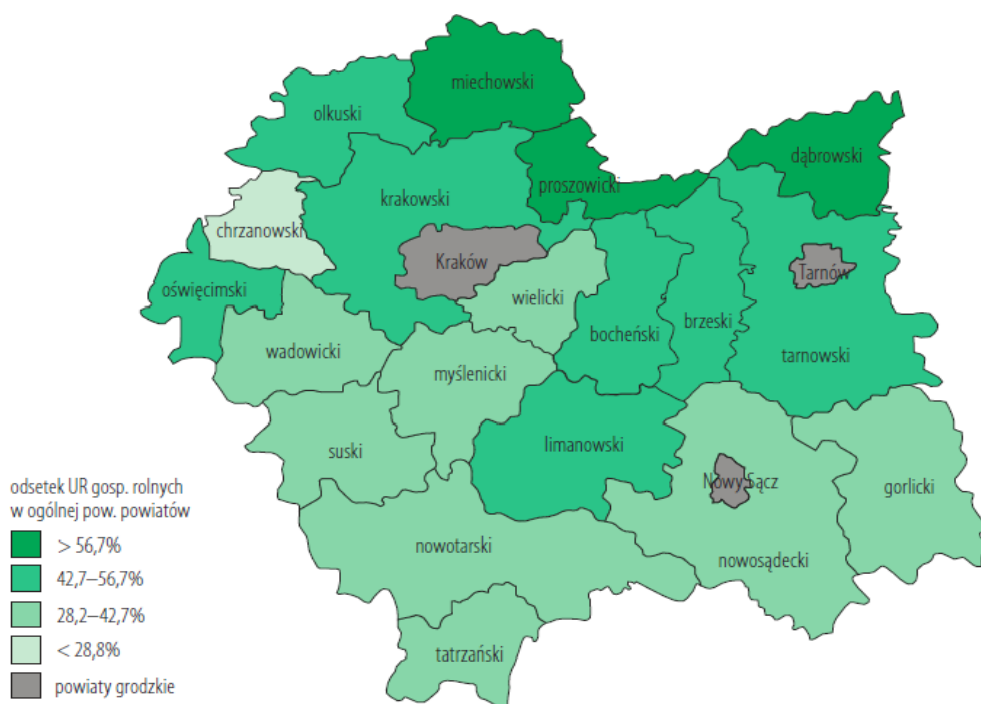 miechowski
olkuski
dąbrowski
proszowicki
krakowski
chrzanowski
Kraków
Tarnów
oświęcimski
wielicki
brzeski
bocheński
wadowicki
tarnowski
myślenicki
limanowski
suski
Nowy Sącz
gorlicki
nowotarski
nowosądecki
tatrzański
odsetek UR gosp. rolnych
w ogólnej pow. powiatów
> 56,7%
42,7–56,7%
28,2–42,7%
< 28,8%
powiaty grodzkie